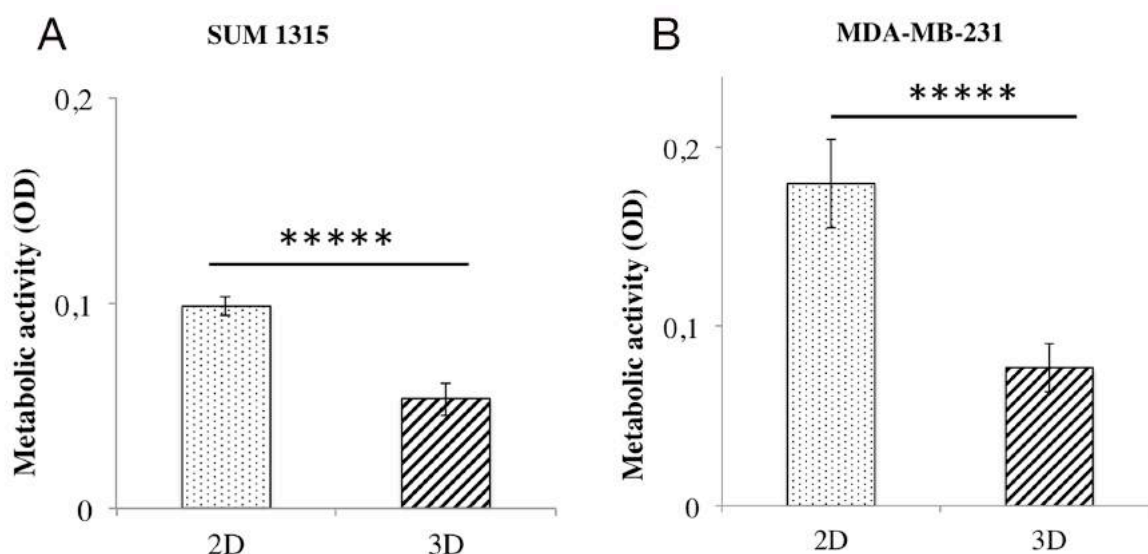 A
SUM 1315
Metabolic activity (OD)
0,2
0,1
0
*****
2D
3D
B
MDA-MB-231
Metabolic activity (OD)
0,2
0,1
0
*****
2D
3D